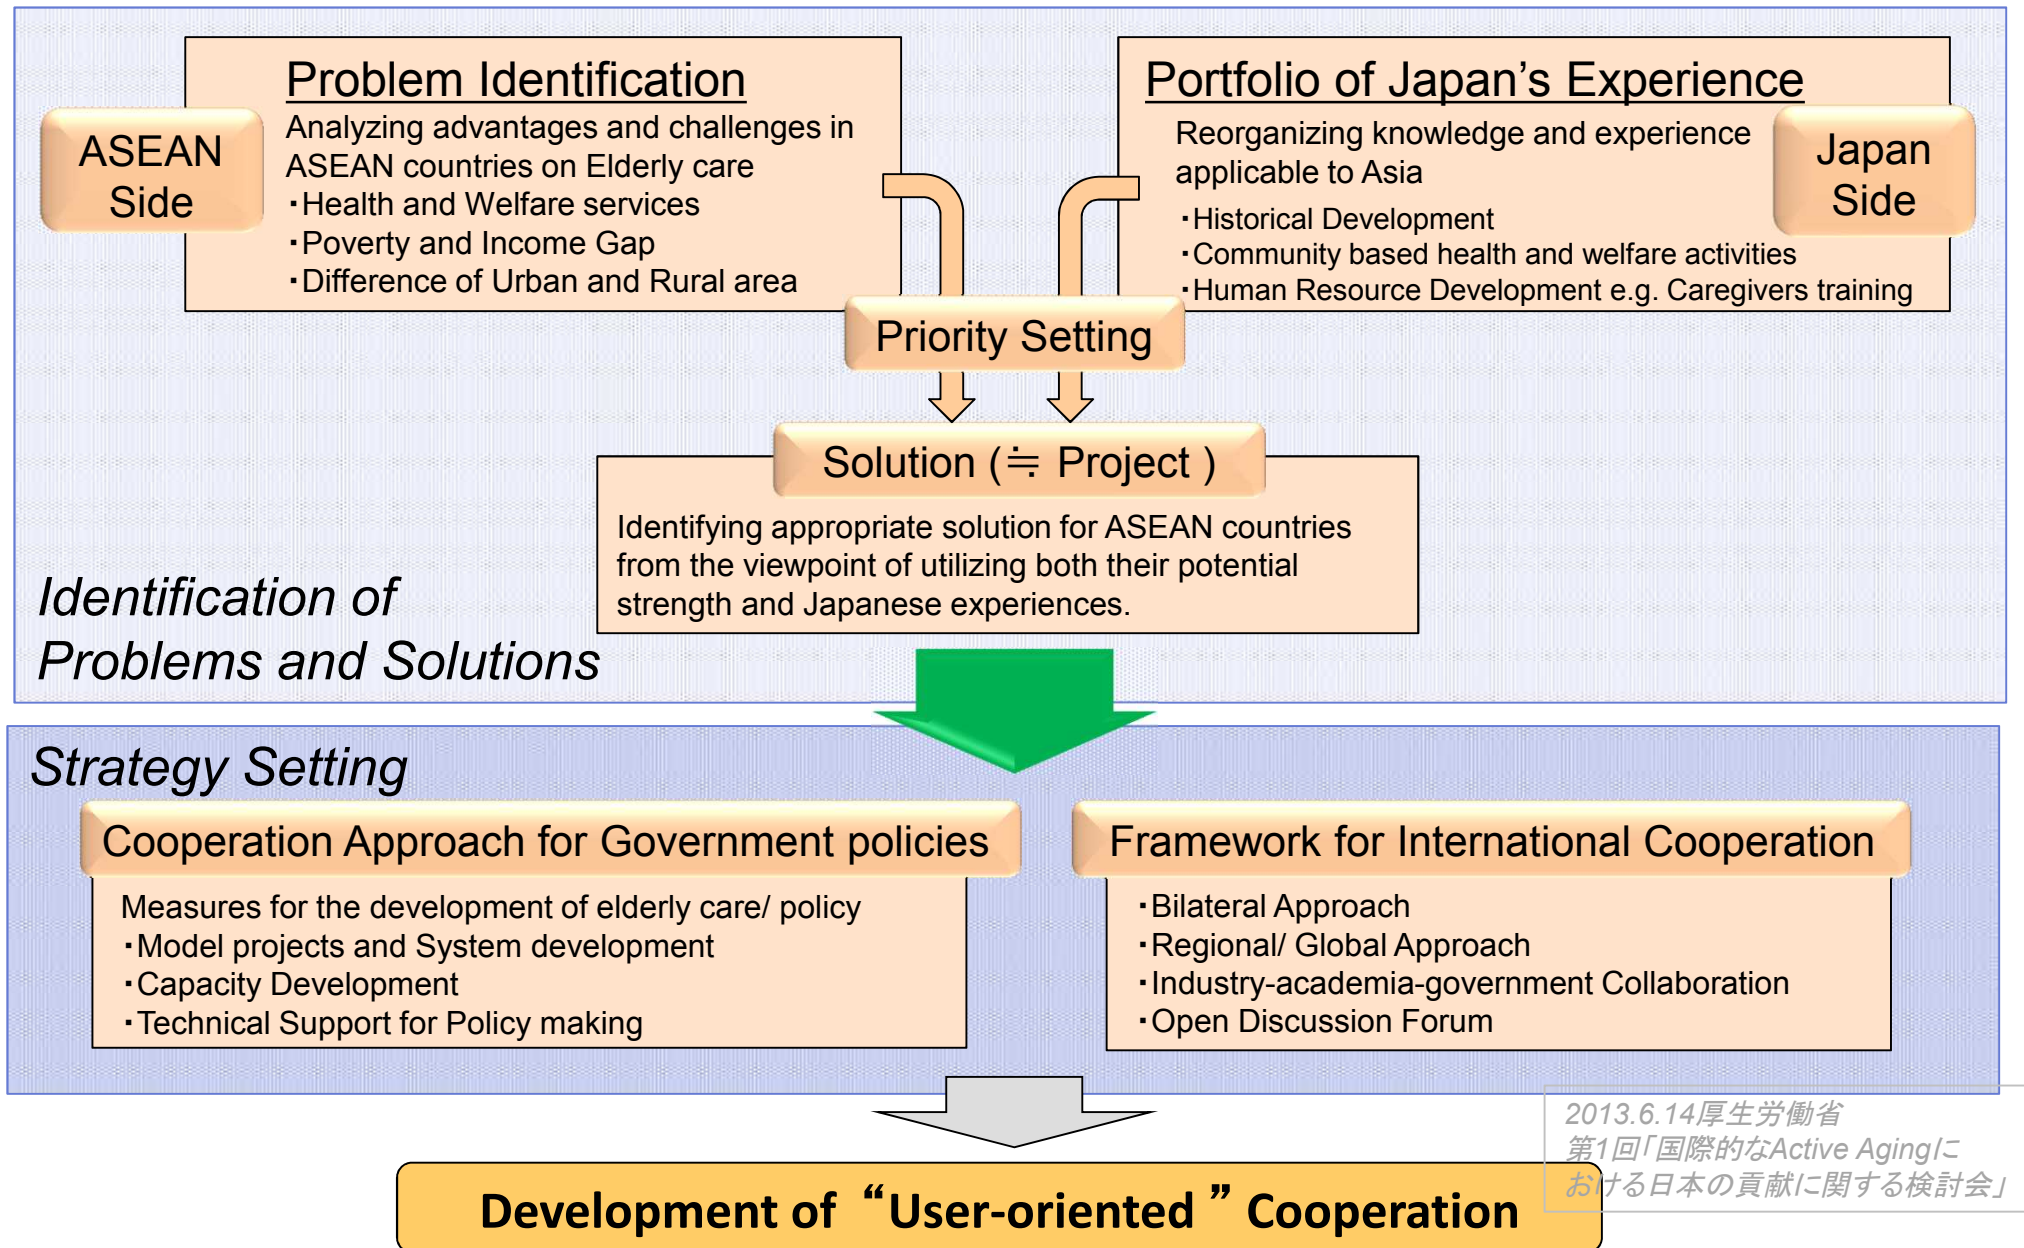 Problem Identification
Analyzing advantages and challenges in
ASEAN countries on Elderly care
・Health and Welfare services
・Poverty and Income Gap
・Difference of Urban and Rural area
ASEAN
Side
Portfolio of Japan’s Experience
Reorganizing knowledge and experience
applicable to Asia
・Historical Development
・Community based health and welfare activities
・Human Resource Development e.g. Caregivers training
Japan
Side
Priority Setting
Solution (≒ Project )
Identifying appropriate solution for ASEAN countries
from the viewpoint of utilizing both their potential
strength and Japanese experiences.
Identification of
Problems and Solutions
Strategy Setting
Cooperation Approach for Government policies
Measures for the development of elderly care/ policy
・Model projects and System development
・Capacity Development
・Technical Support for Policy making
Framework for International Cooperation
・Bilateral Approach
・Regional/ Global Approach
・Industry-academia-government Collaboration
・Open Discussion Forum
2013.6.14厚生労働省
第1回「国際的なActive Agingに
おける日本の貢献に関する検討会」
Development of “User-oriented ” Cooperation